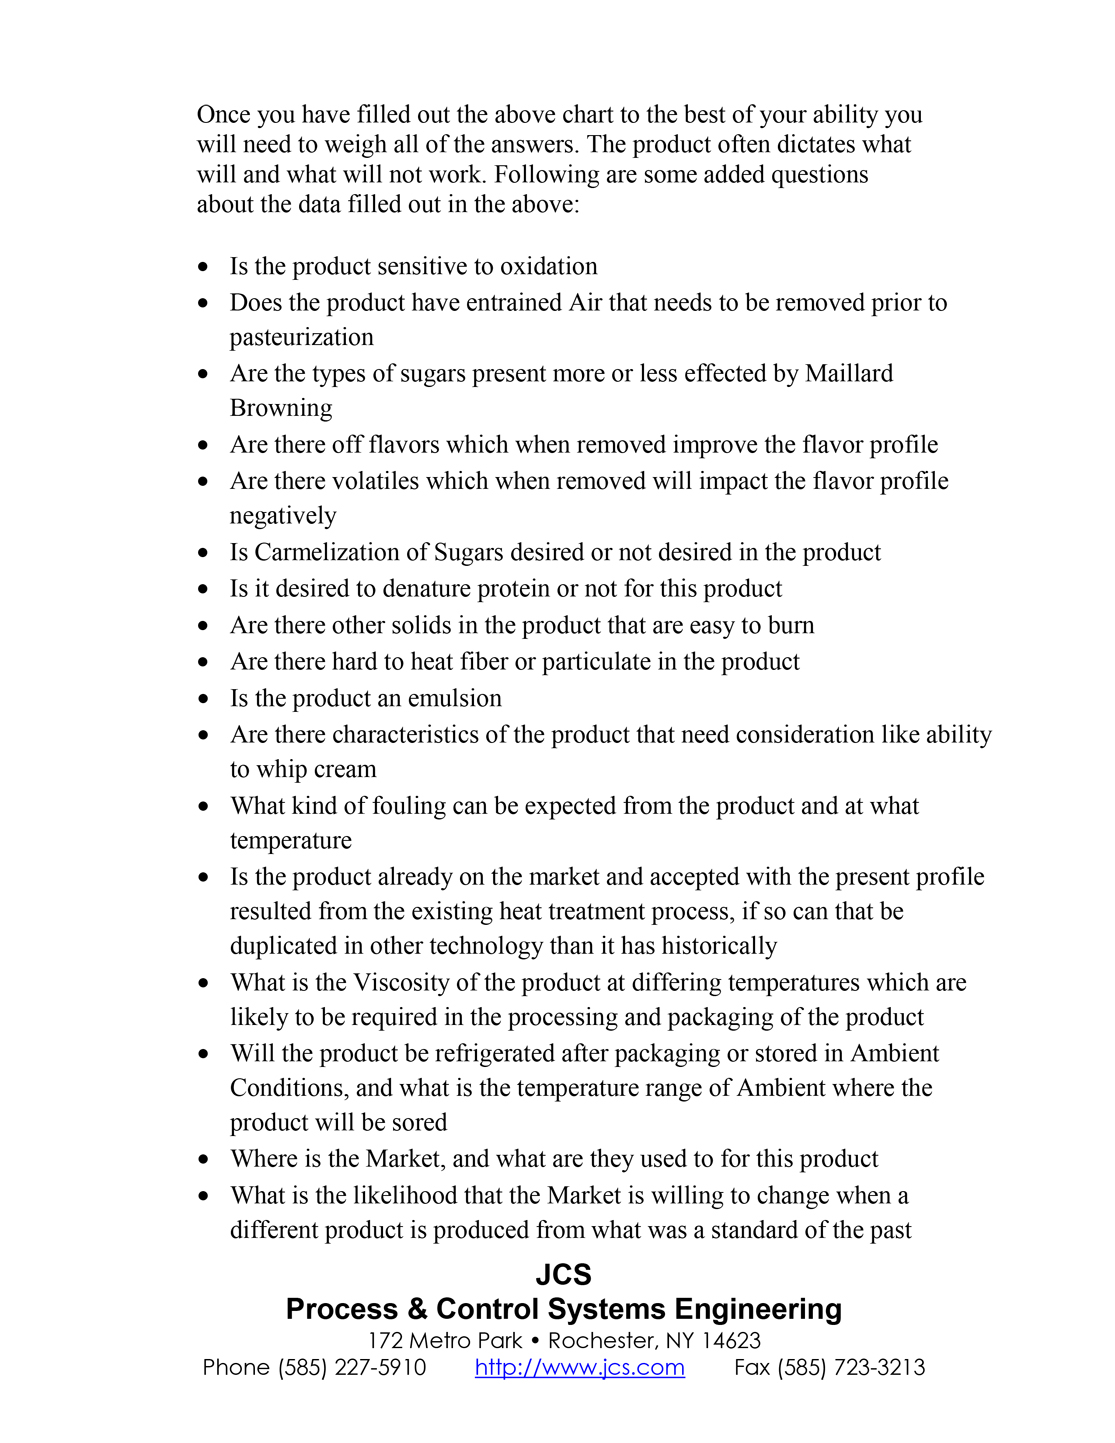 Once you have filled out the above chart to the best of your ability you
will need to weigh all of the answers. The product often dictates what
will and what will not work. Following are some added questions
about the data filled out in the above:
• Is the product sensitive to oxidation
• Does the product have entrained Air that needs to be removed prior to
pasteurization
• Are the types of sugars present more or less effected by Maillard
Browning
• Are there off flavors which when removed improve the flavor profile
• Are there volatiles which when removed will impact the flavor profile
negatively
• Is Carmelization of Sugars desired or not desired in the product
• Is it desired to denature protein or not for this product
• Are there other solids in the product that are easy to burn
• Are there hard to heat fiber or particulate in the product
• Is the product an emulsion
• Are there characteristics of the product that need consideration like ability
to whip cream
• What kind of fouling can be expected from the product and at what
temperature
• Is the product already on the market and accepted with the present profile
resulted from the existing heat treatment process, if so can that be
duplicated in other technology than it has historically
• What is the Viscosity of the product at differing temperatures which are
likely to be required in the processing and packaging of the product
• Will the product be refrigerated after packaging or stored in Ambient
Conditions, and what is the temperature range of Ambient where the
product will be sored
• Where is the Market, and what are they used to for this product
• What is the likelihood that the Market is willing to change when a
different product is produced from what was a standard of the past
JCS
Process & Control Systems Engineering
172 Metro Park • Rochester, NY 14623
Phone (585) 227-5910 http://www.jcs.com Fax (585) 723-3213